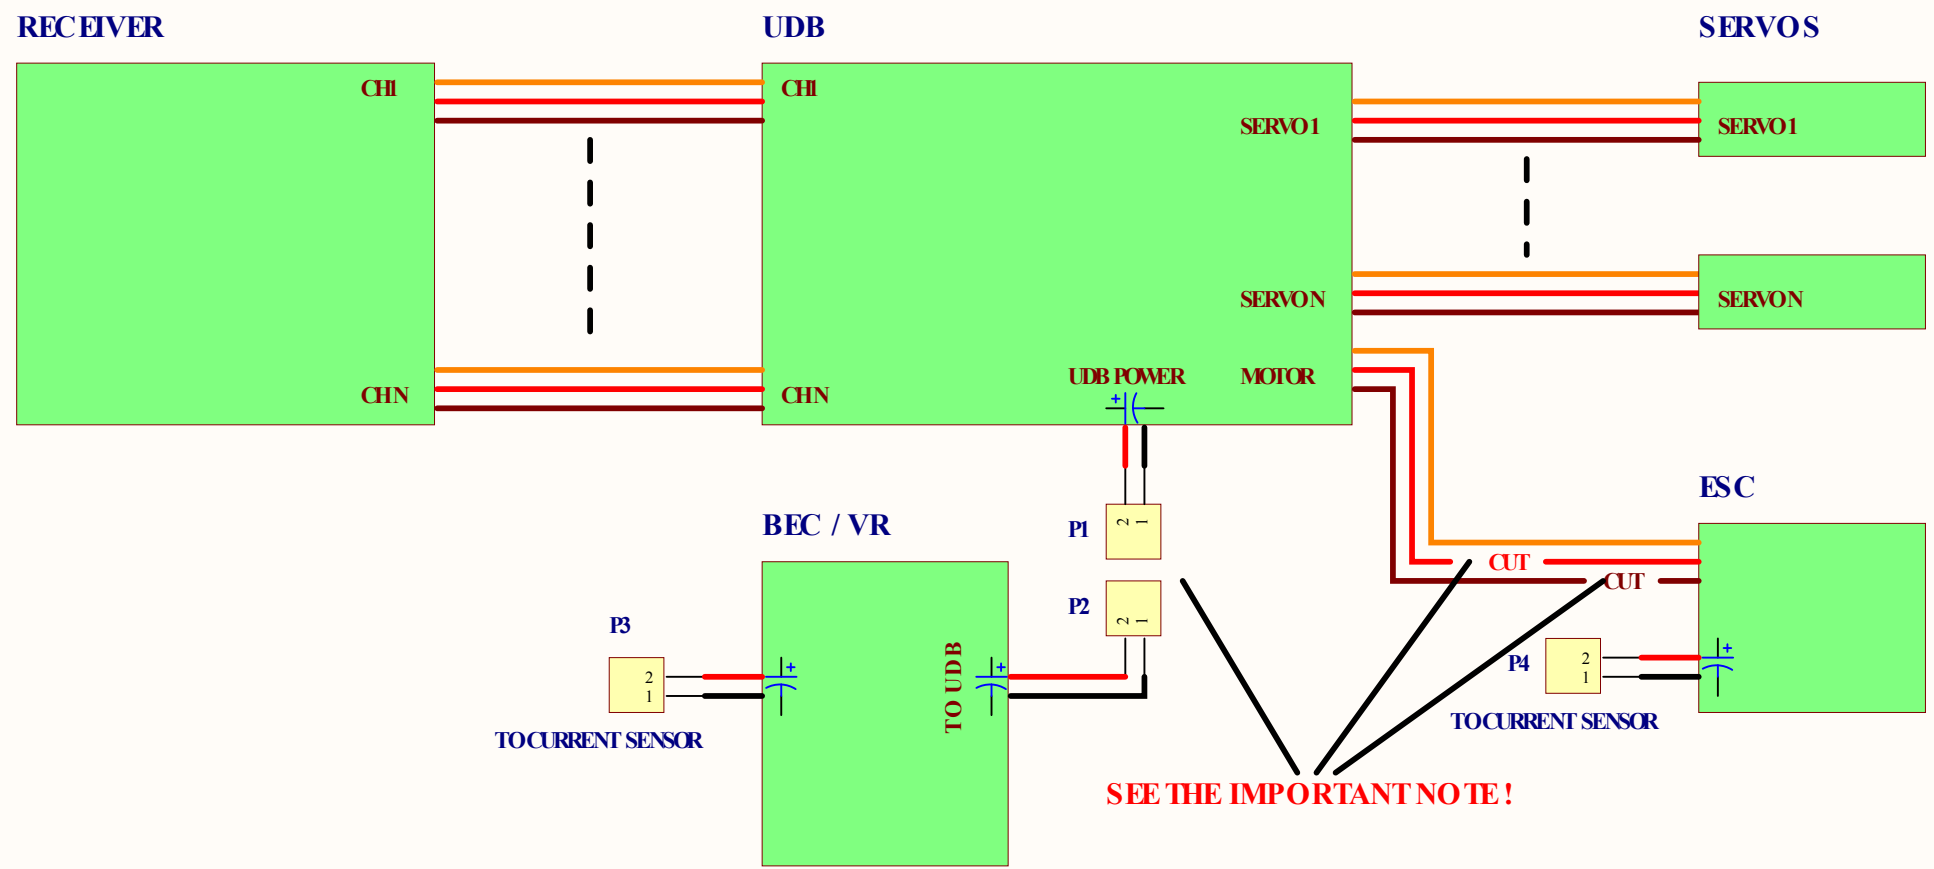 RECEIVER
UDB
SERVOS
CH1
CH1
SERVO1
SERVO1
SERVON
SERVON
UDB POWER
MOTOR
CHN
CHN
+
ESC
BEC / VR
P1
2 1
CUT
CUT
P2
2 1
P3
2
1
+
TO UDB
+
P4
2
1
+
TO CURRENT SENSOR
TO CURRENT SENSOR
SEE THE IMPORTANT NOTE !